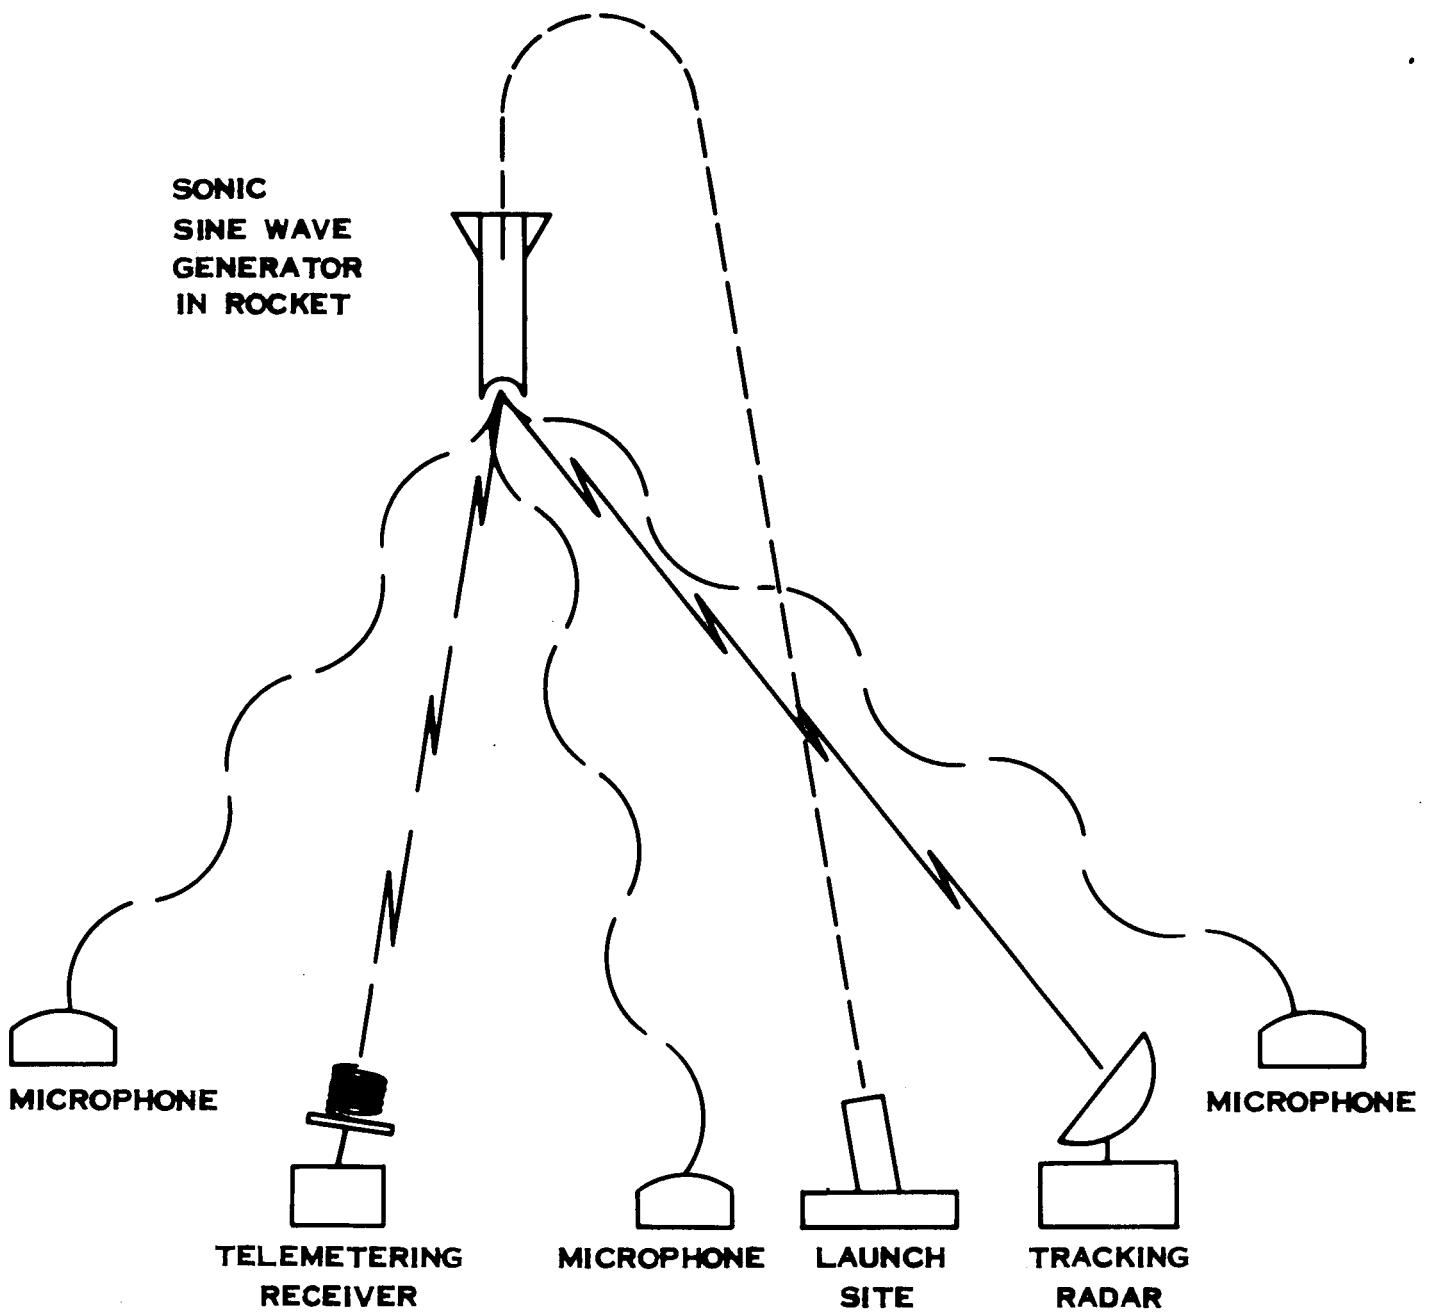 SONIC
SINE WAVE
GENERATOR
IN ROCKET
MICROPHONE
MICROPHONE
TELEMETERING
RECEIVER
MICROPHONE
LAUNCH
SITE
TRACKING
RADAR